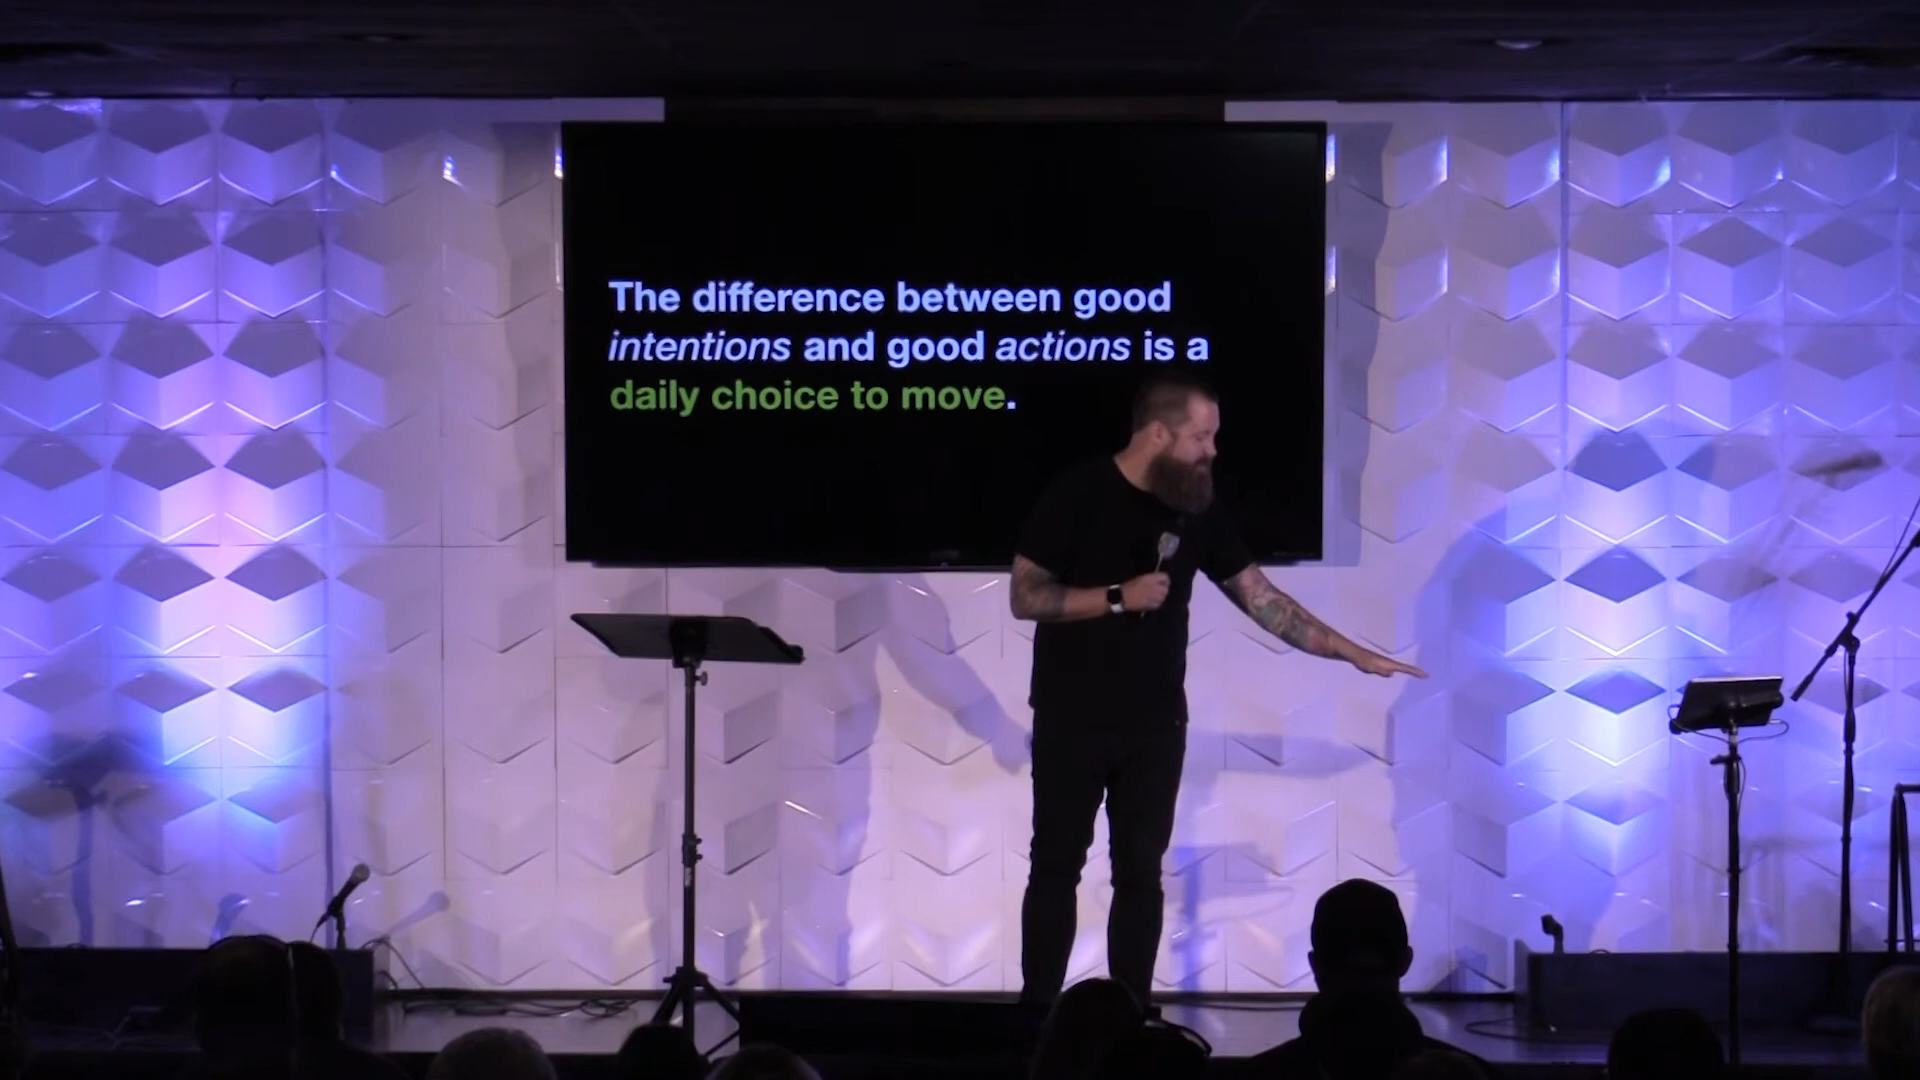 The difference between good
intentions and good actions is a
daily choice to move.